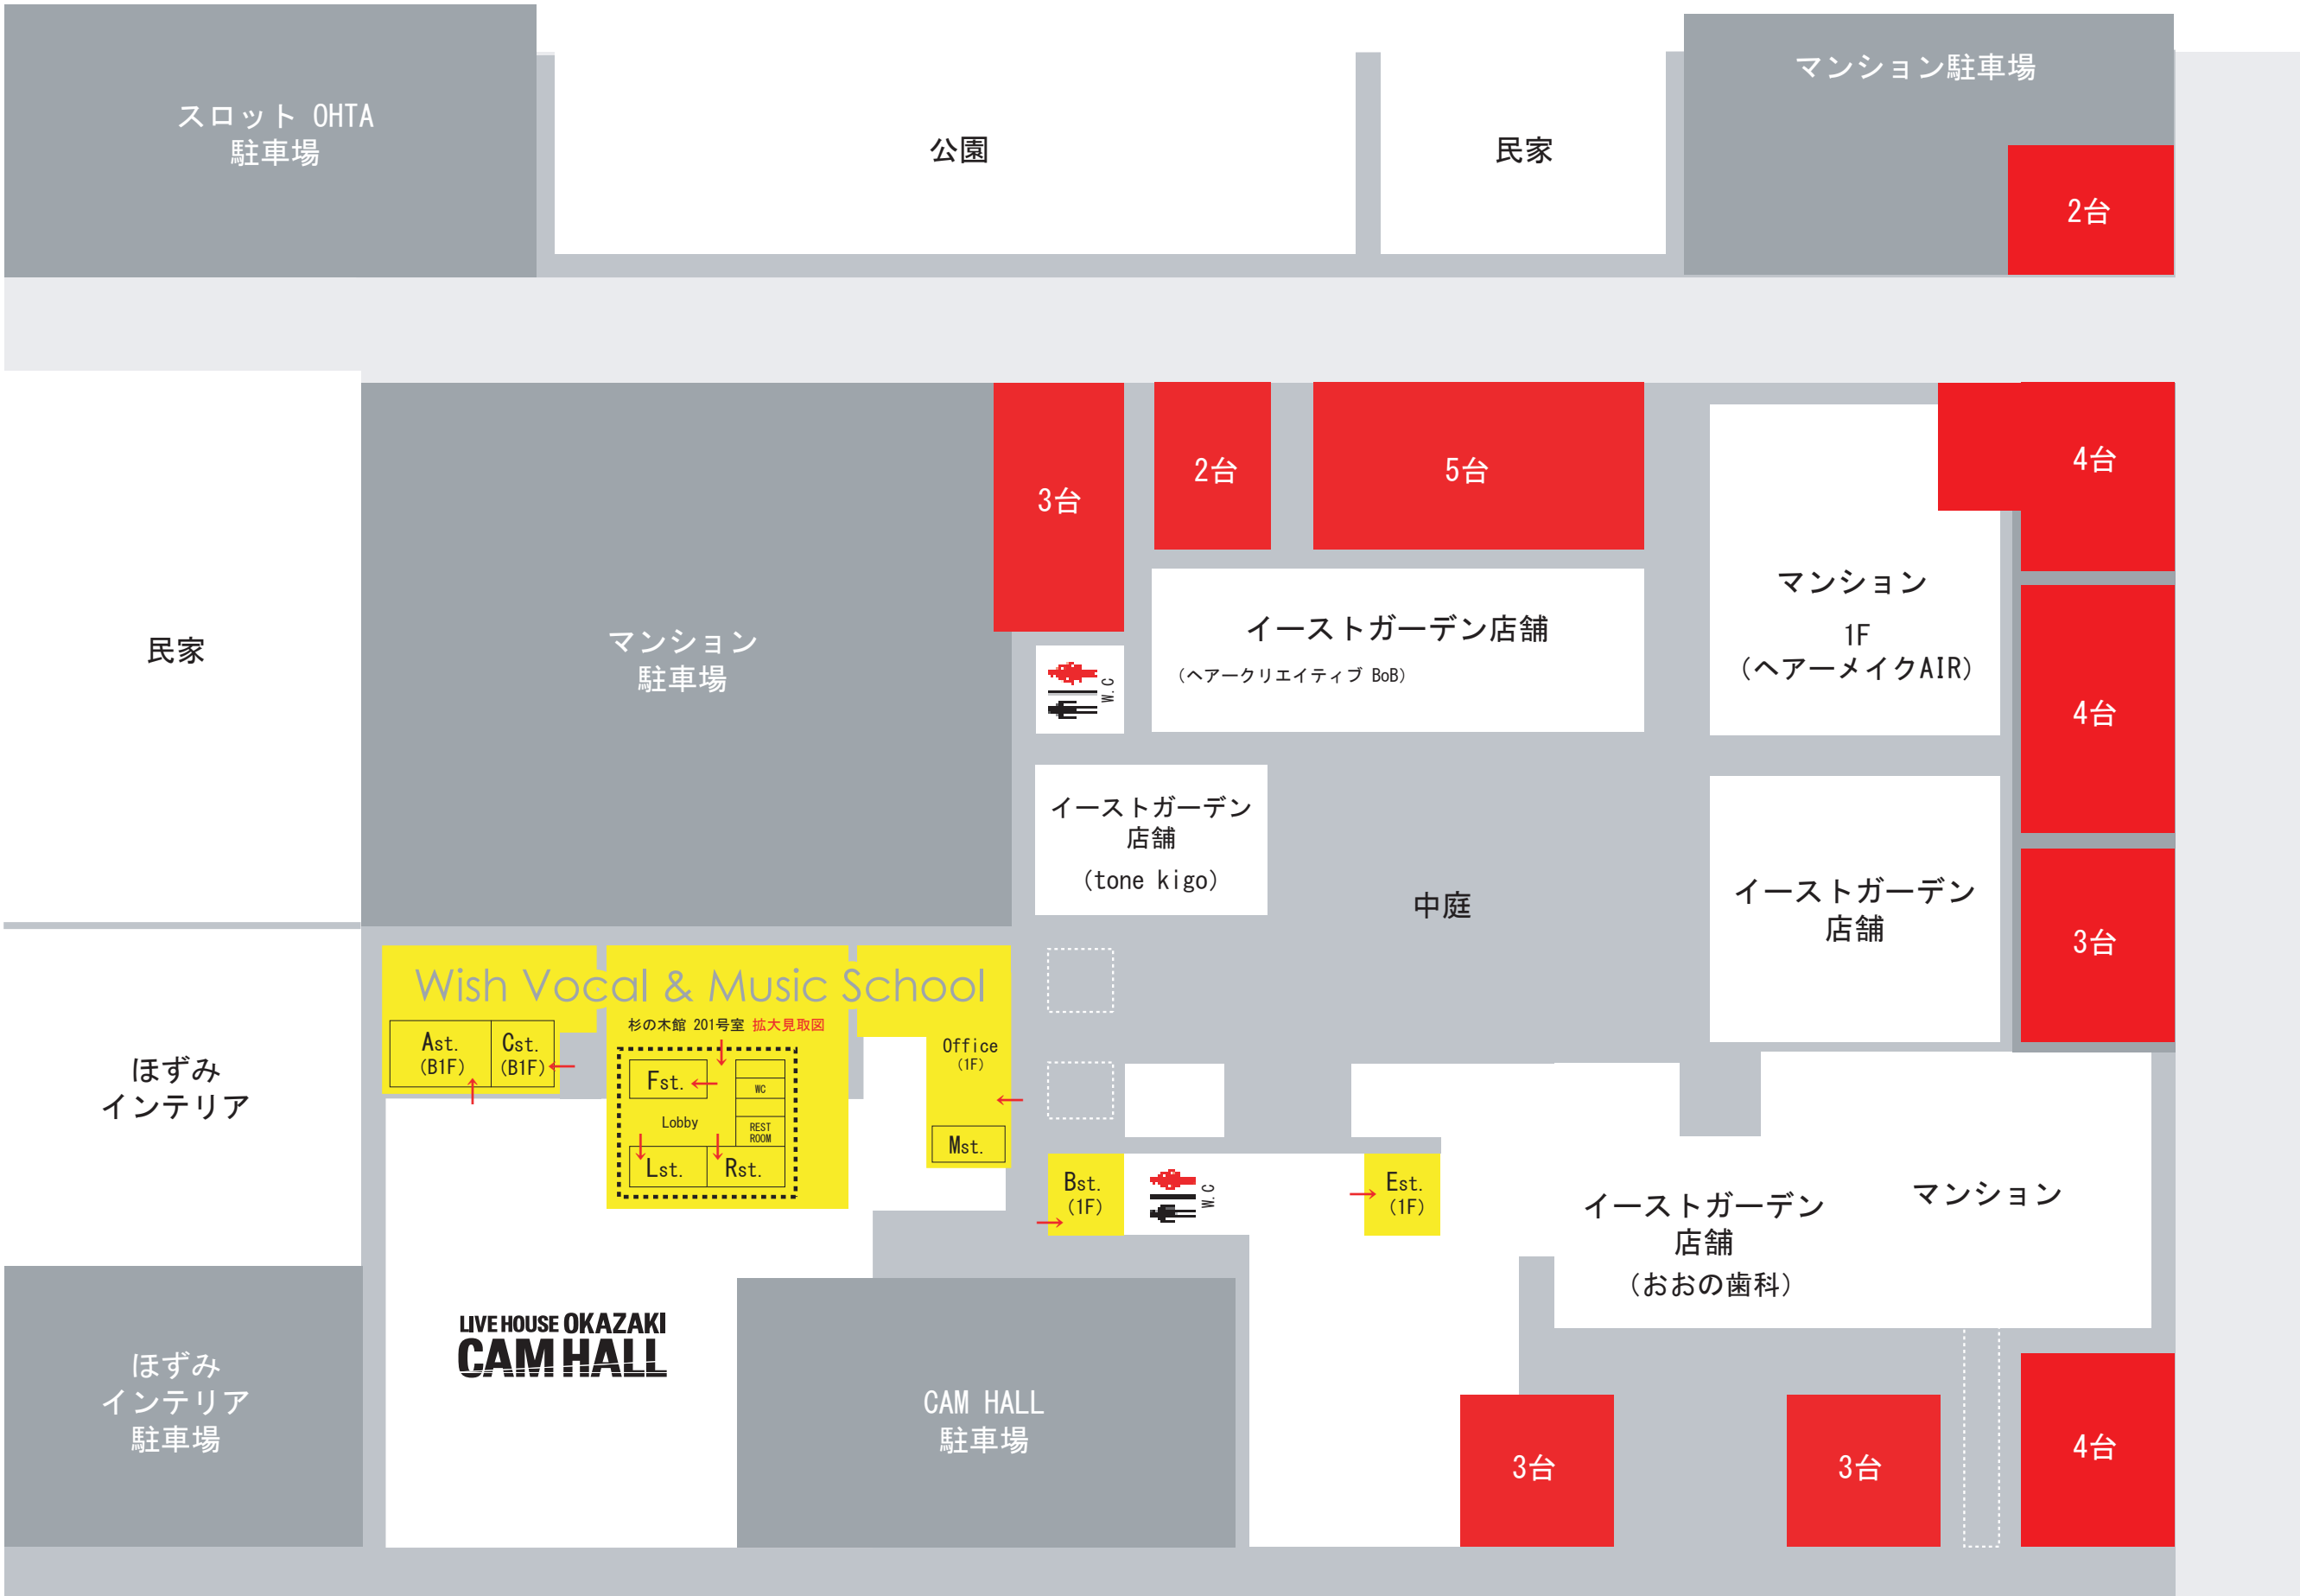 スロット OHTA
駐車場
公園
民家
マンション駐車場
2台
3台
2台
5台
4台
民家
マンション
駐車場
W.C
イーストガーデン店舗
(ヘアークリエイティブ BoB)
マンション
1F
(ヘアーメイクAIR)
4台
イーストガーデン
店舗
(tone kigo)
中庭
イーストガーデン
店舗
3台
Wish Vocal & Music School
杉の木館 201号室 拡大見取図
Ast.
(B1F)
Cst.
(B1F)
Fst.
WC
Lobby
REST
ROOM
Lst.
Rst.
Office
(1F)
Mst.
ほずみ
インテリア
Bst.
(1F)
W.C
Est.
(1F)
イーストガーデン
店舗
(おおの歯科)
マンション
LIVE HOUSE OKAZAKI
CAM HALL
ほずみ
インテリア
駐車場
CAM HALL
駐車場
3台
3台
4台